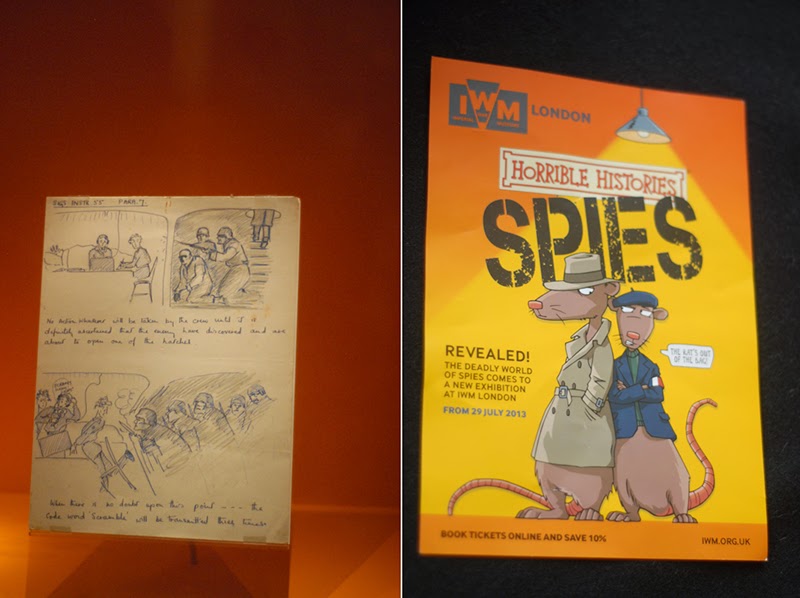 PARA 7.
No action whatever will be taken by the crew until it is
definitely ascertained that the enemy have discovered and are
about to open one of the hatches
When there is no doubt upon this point --- the
Code word 'Scramble' will be transmitted three times
IWM
LONDON
HORRIBLE HISTORIES
SPIES
REVEALED!
THE DEADLY WORLD
OF SPIES COMES TO
A NEW EXHIBITION
AT IWM LONDON
FROM 29 JULY 2013
THE RAT'S OUT
OF THE BAG!
BOOK TICKETS ONLINE AND SAVE 10%
IWM.ORG.UK